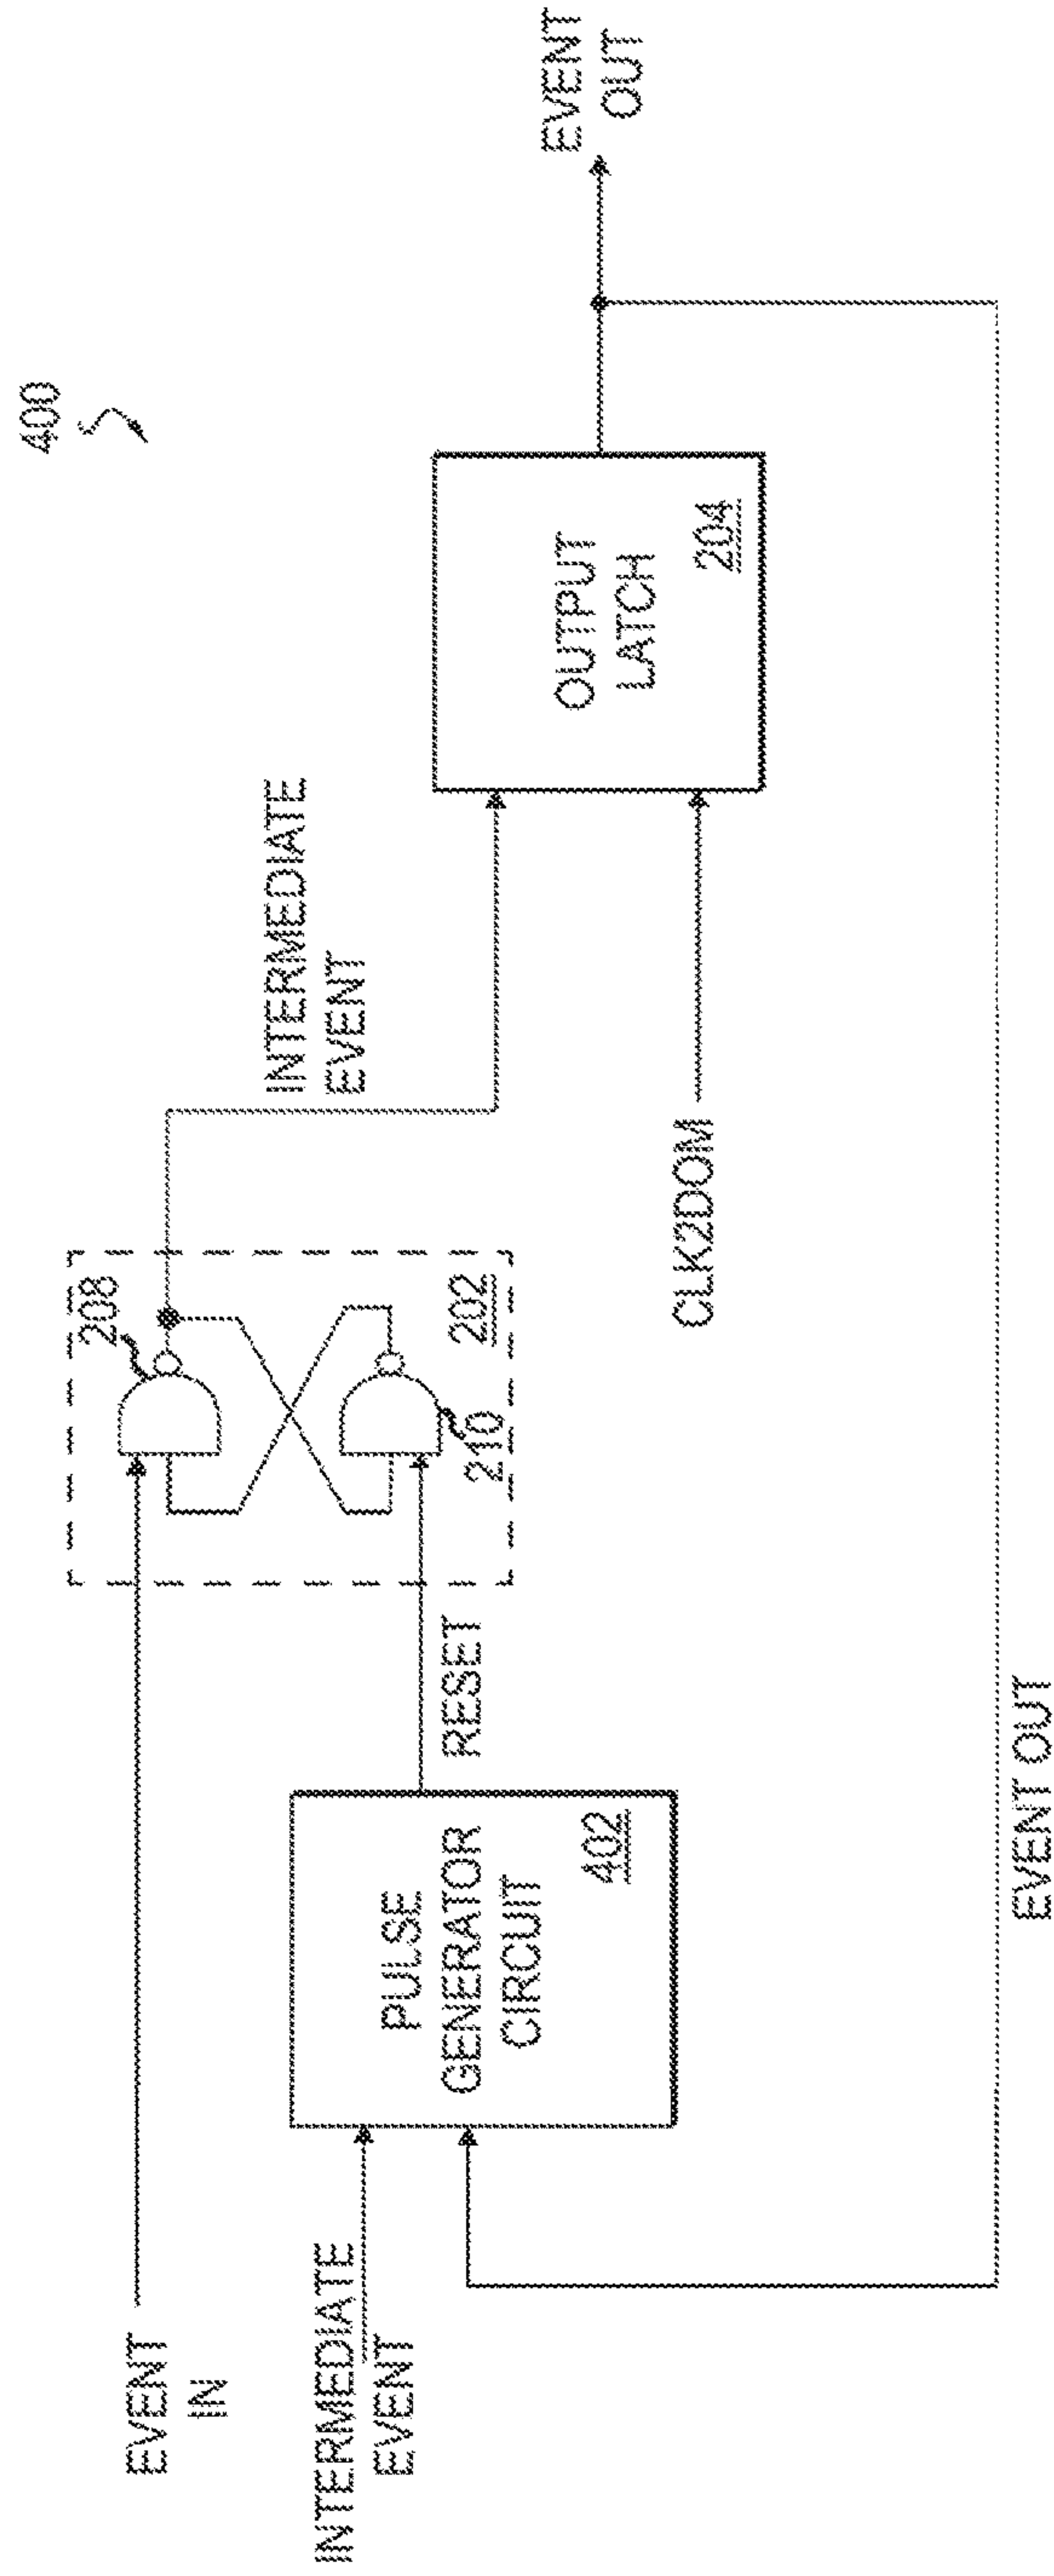 400
EVENT
IN
208
INTERMEDIATE
EVENT
EVENT
OUT
INTERMEDIATE
EVENT
PULSE
GENERATOR
CIRCUIT
402
RESET
210
202
OUTPUT
LATCH
204
CLK2DOM
EVENT OUT